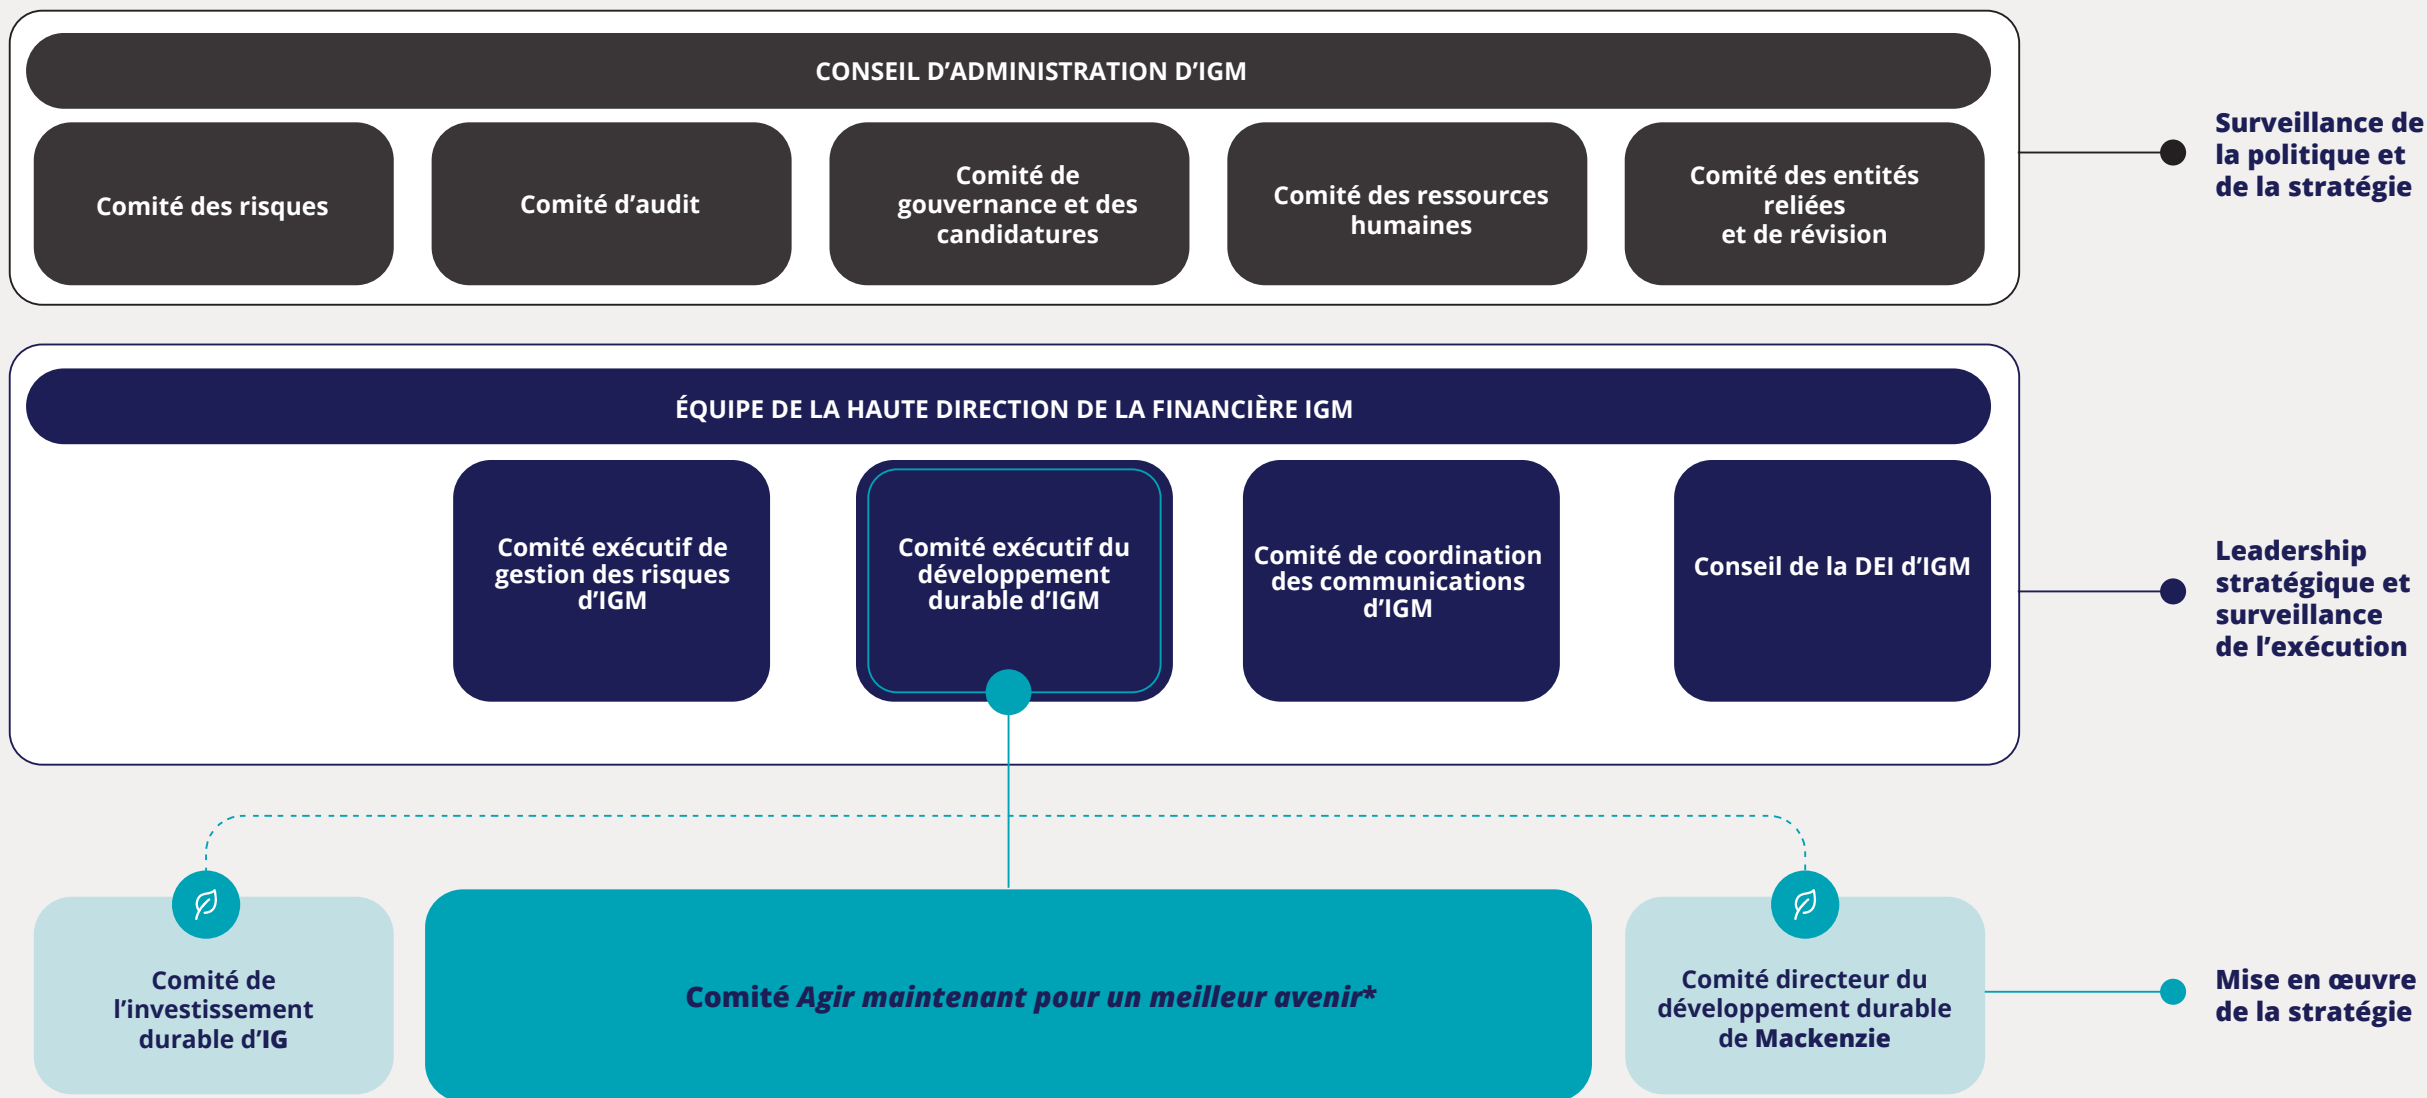 CONSEIL D’ADMINISTRATION D’IGM
Comité des risques
Comité d’audit
Comité de
gouvernance et des
candidatures
Comité des ressources
humaines
Comité des entités
reliées
et de révision
Surveillance de
la politique et
de la stratégie
ÉQUIPE DE LA HAUTE DIRECTION DE LA FINANCIÈRE IGM
Comité exécutif de
gestion des risques
d’IGM
Comité exécutif du
développement
durable d’IGM
Comité de coordination
des communications
d’IGM
Conseil de la DEI d’IGM
Leadership
stratégique et
surveillance
de l’exécution
Comité de
l’investissement
durable d’IG
Comité Agir maintenant pour un meilleur avenir*
Comité directeur du
développement durable
de Mackenzie
Mise en œuvre
de la stratégie